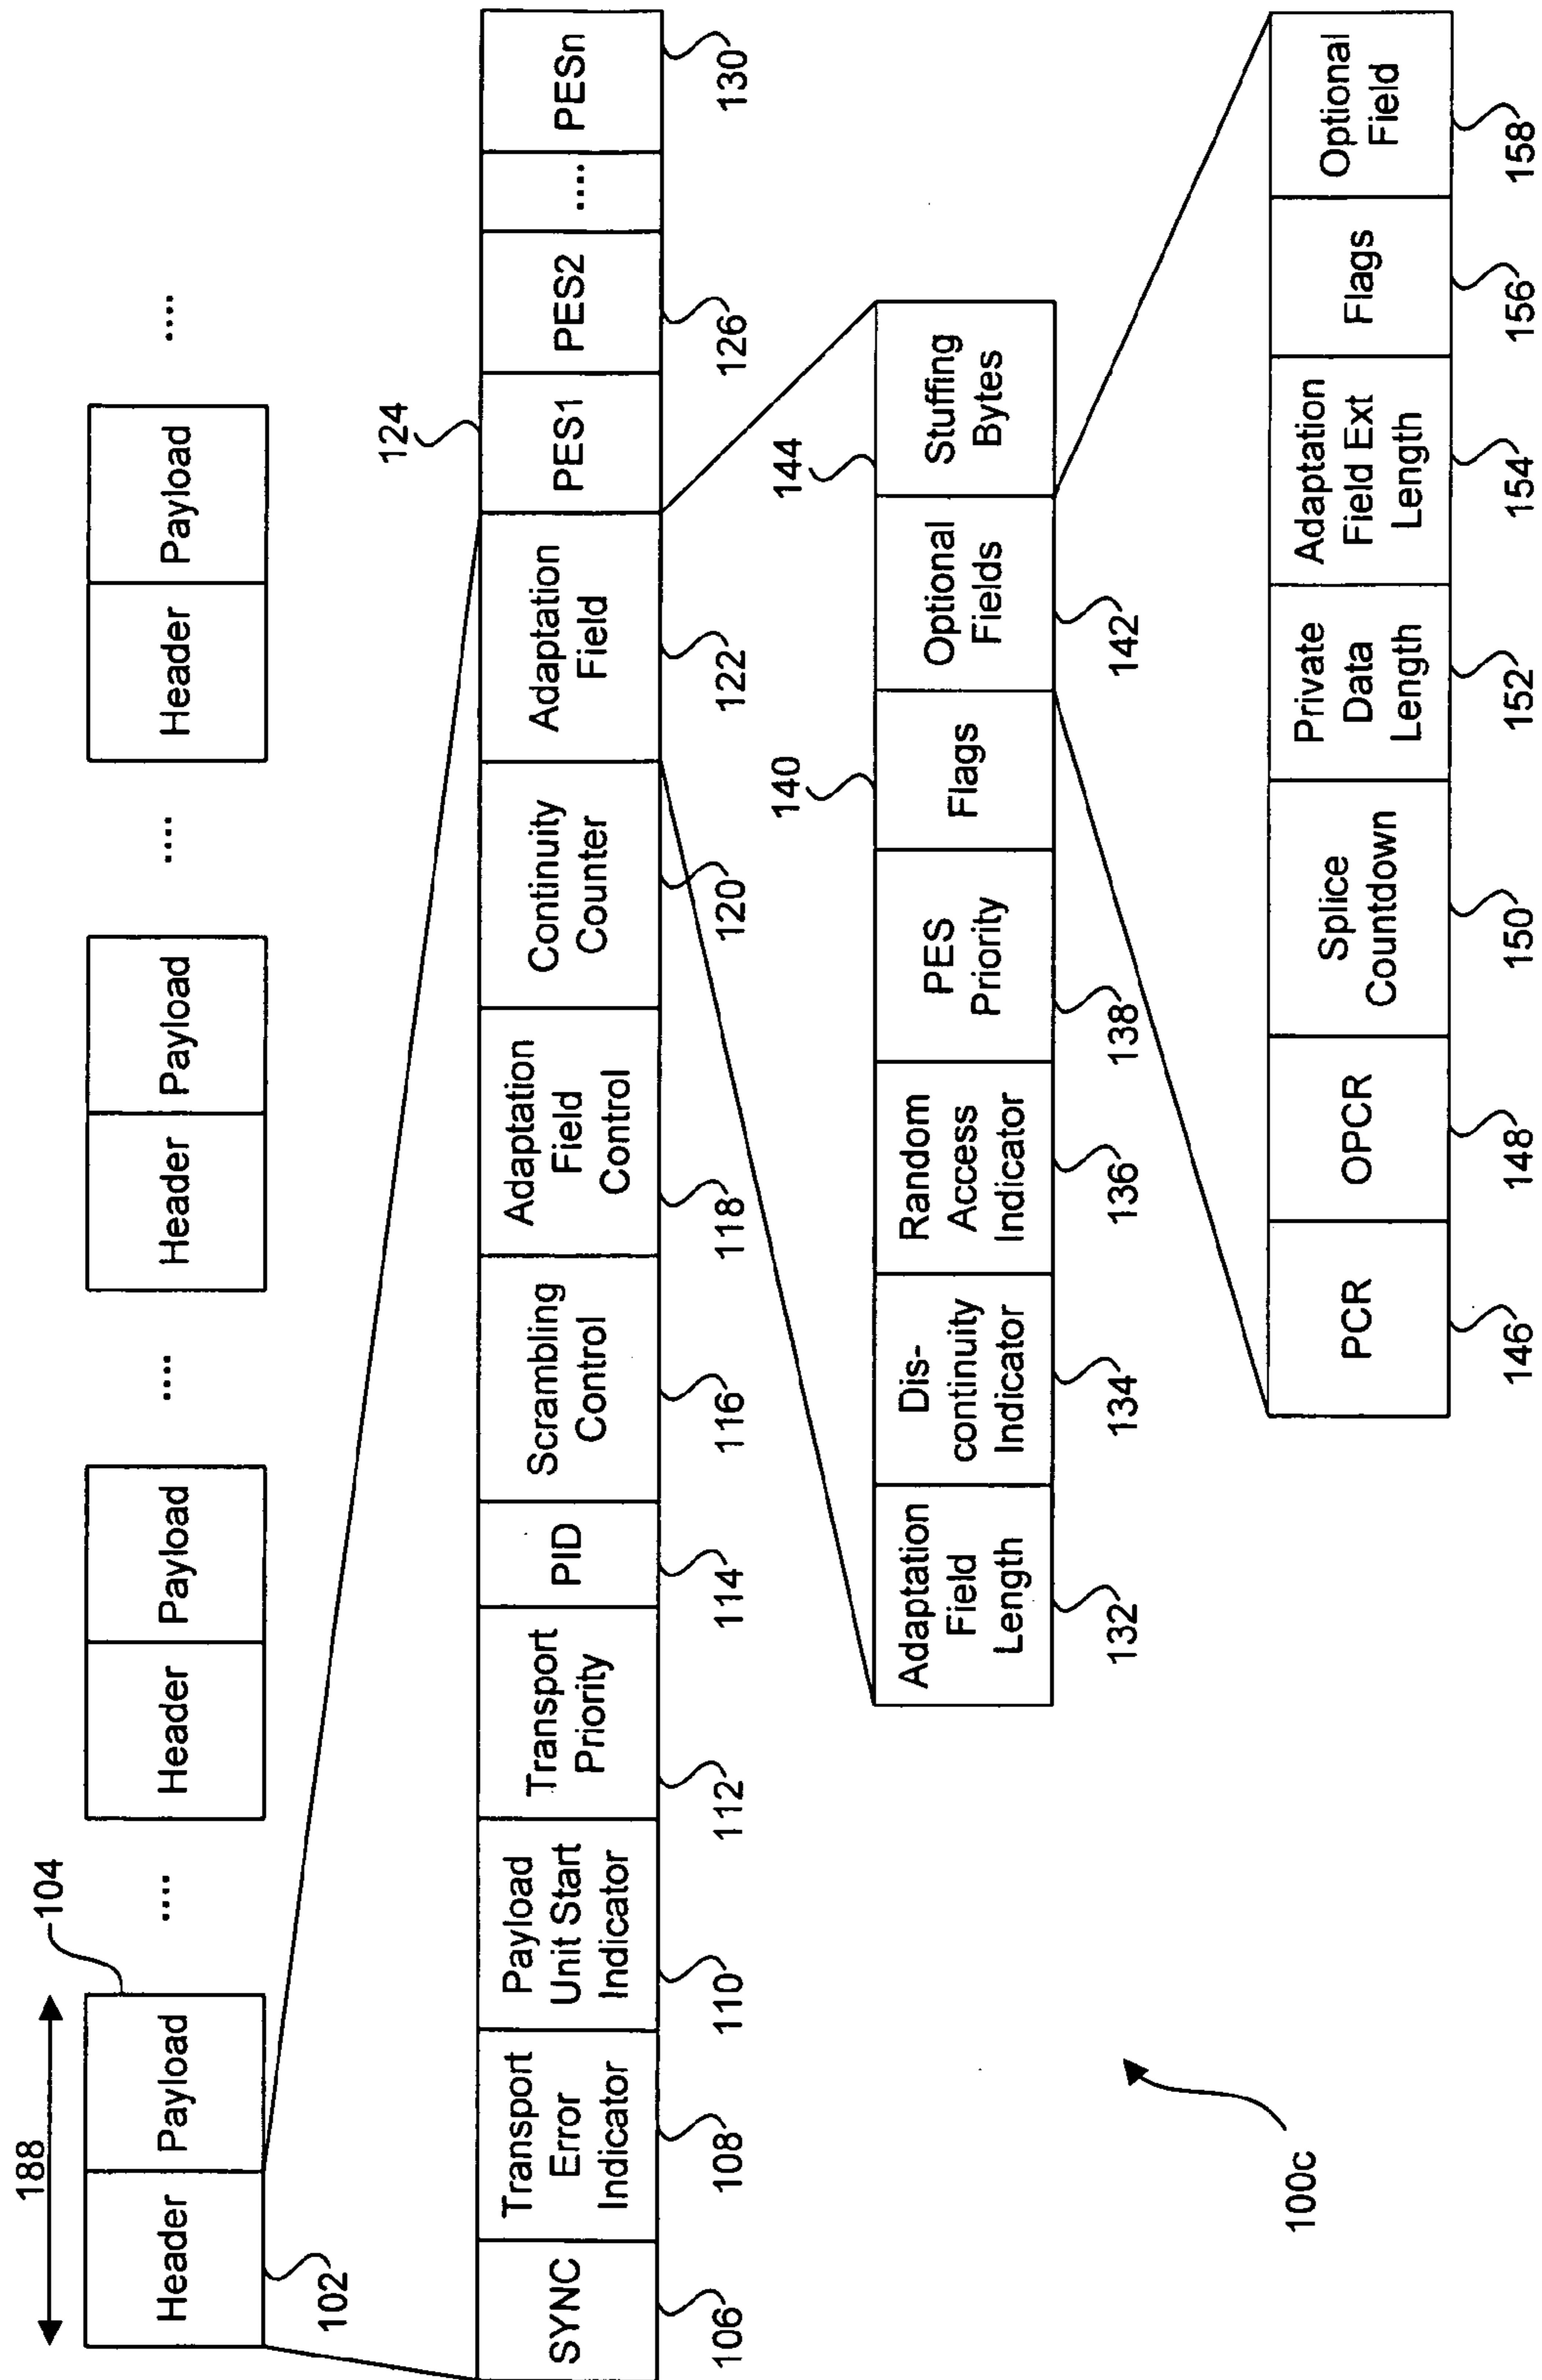 188
104
Header Payload .... Header Payload .... Header Payload .... Header Payload ....
102
124
SYNC
Transport
Error
Indicator
Payload
Unit Start
Indicator
Transport
Priority
PID
Scrambling
Control
Adaptation
Field
Control
Continuity
Counter
Adaptation
Field
PES1
PES2
....
PESn
106 108 110 112 114 116 118 120 122 126 130
140
144
Adaptation
Field
Length
Dis-
continuity
Indicator
Random
Access
Indicator
PES
Priority
Flags
Optional
Fields
Stuffing
Bytes
132 134 136 138 142
PCR
OPCR
Splice
Countdown
Private
Data
Length
Adaptation
Field Ext
Length
Flags
Optional
Field
146 148 150 152 154 156 158
100c